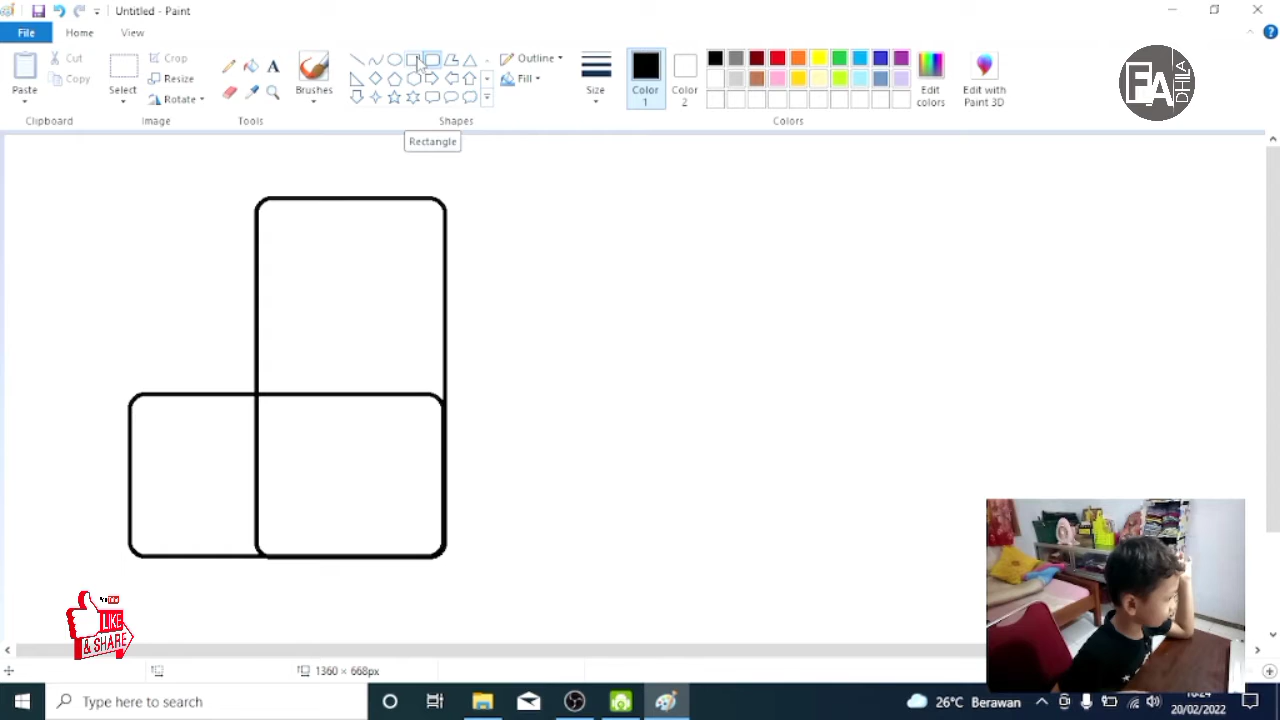 Untitled - Paint
File
Home
View
Paste
Cut
Copy
Clipboard
Select
Crop
Resize
Rotate
Image
A
Tools
Brushes
Shapes
Outline
Fill
Size
Color 1
Color 2
Edit colors
Edit with Paint 3D
Colors
FA DHILA
Rectangle
LIKE
& SHARE
1360 × 668px
Type here to search
26°C Berawan
20/02/2022